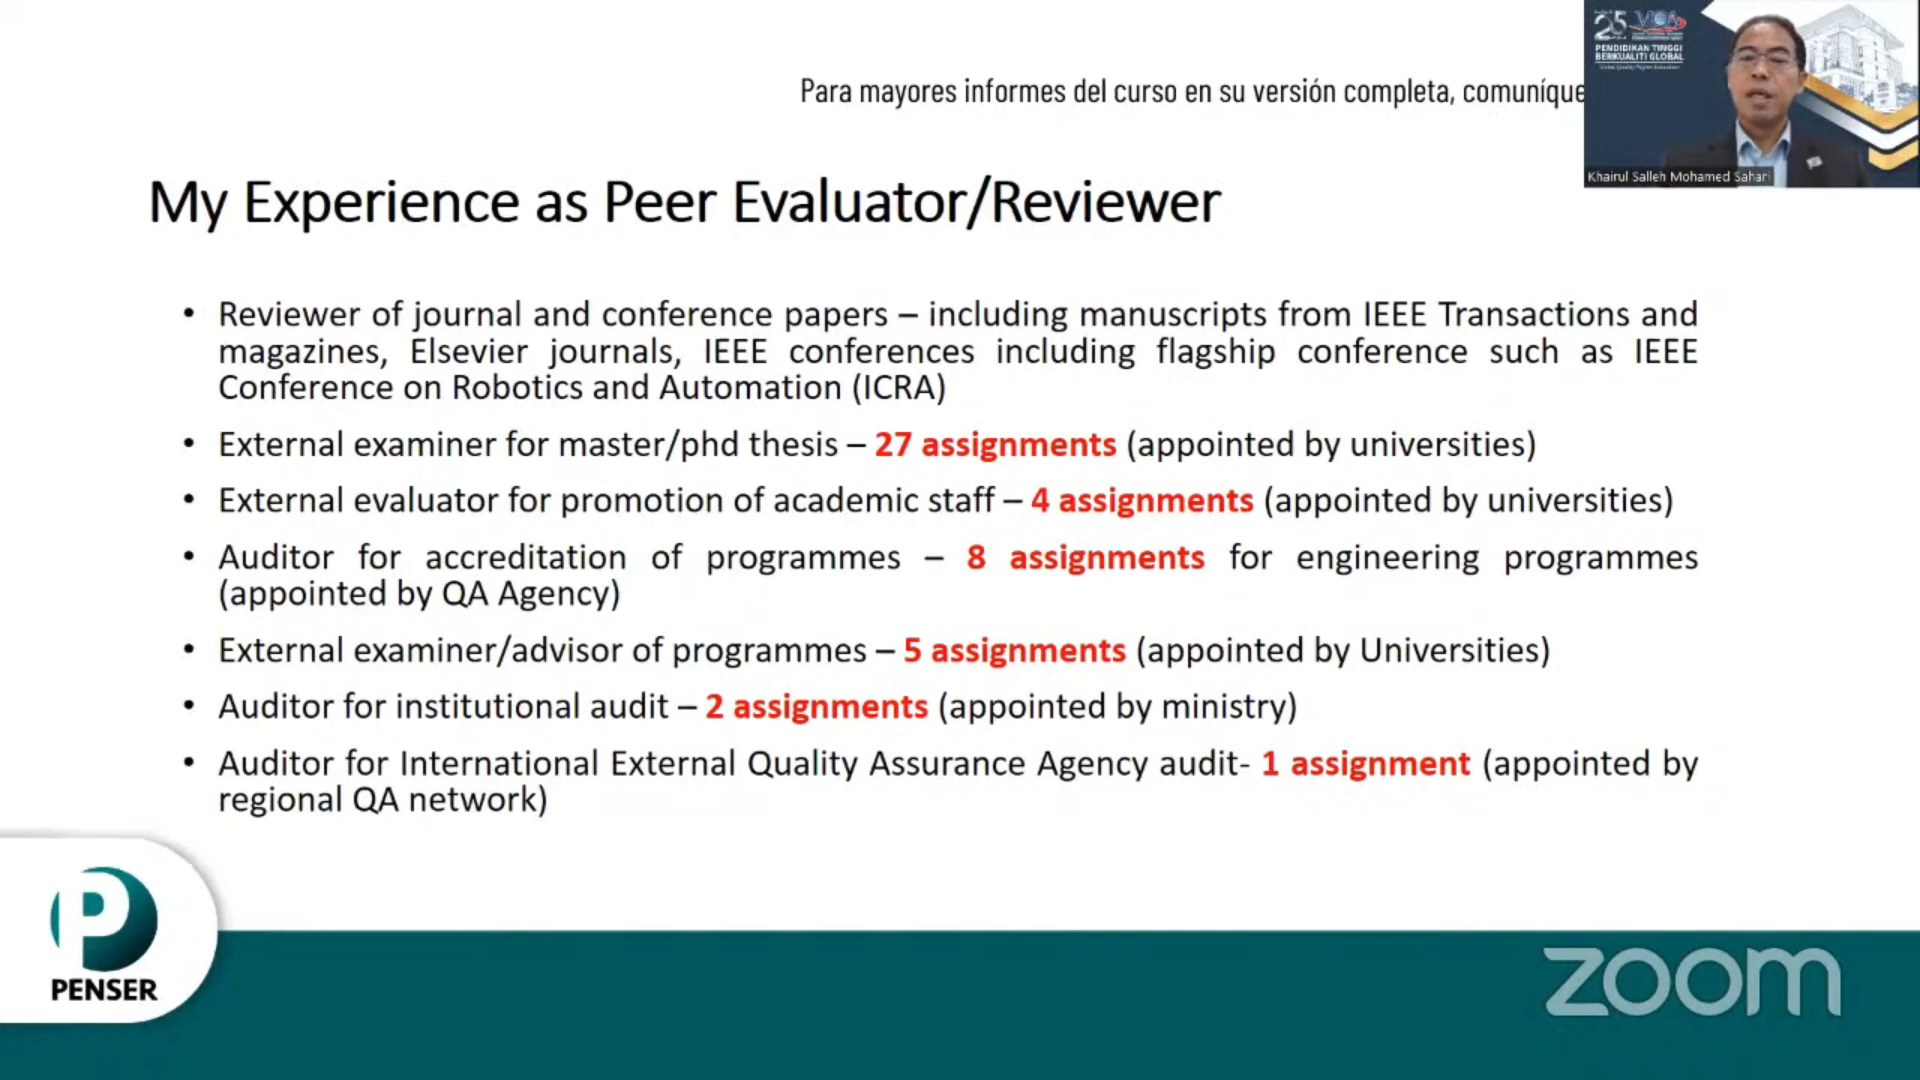 Para mayores informes del curso en su versión completa, comuníque
25
PENDIDIKAN TINGGI
BERKUALITI GLOBAL
Khairul Salleh Mohamed Sahari
My Experience as Peer Evaluator/Reviewer
• Reviewer of journal and conference papers – including manuscripts from IEEE Transactions and
magazines, Elsevier journals, IEEE conferences including flagship conference such as IEEE
Conference on Robotics and Automation (ICRA)
• External examiner for master/phd thesis – 27 assignments (appointed by universities)
• External evaluator for promotion of academic staff – 4 assignments (appointed by universities)
• Auditor for accreditation of programmes – 8 assignments for engineering programmes
(appointed by QA Agency)
• External examiner/advisor of programmes – 5 assignments (appointed by Universities)
• Auditor for institutional audit – 2 assignments (appointed by ministry)
• Auditor for International External Quality Assurance Agency audit- 1 assignment (appointed by
regional QA network)
PENSER
zoom